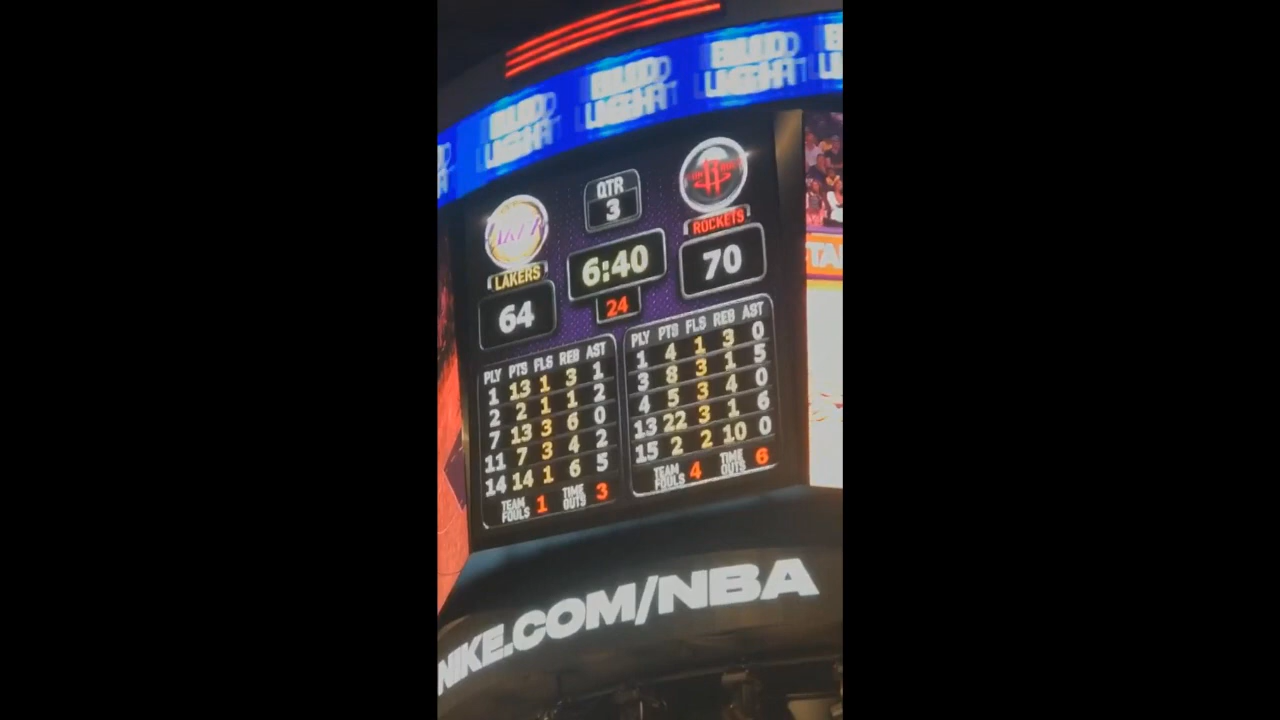 QTR
3
LAKERS
ROCKETS
64
6:40
70
24
PLY PTS FLS REB AST
1 13 1 3 1
2 2 1 1 2
7 13 3 6 0
11 7 3 4 2
14 14 1 6 5
TEAM FOULS 1 TIME OUTS 3
PLY PTS FLS REB AST
1 4 1 3 0
3 8 3 1 5
4 5 3 4 0
13 22 3 1 6
15 2 2 10 0
TEAM FOULS 4 TIME OUTS 6
NIKE.COM/NBA